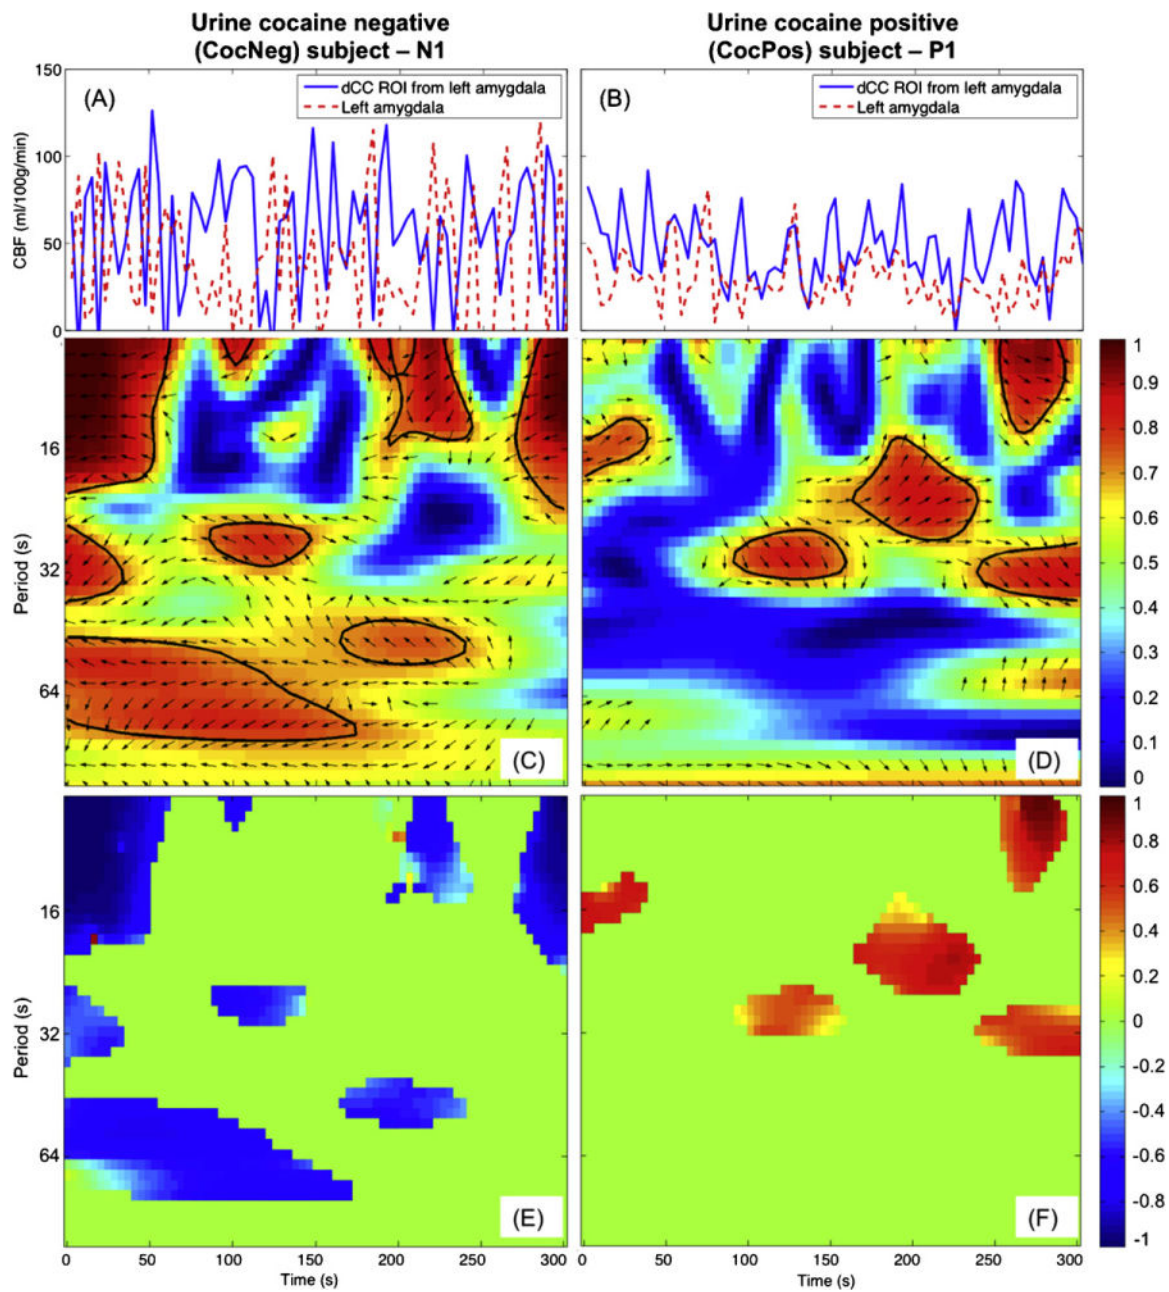 Urine cocaine negative
(CocNeg) subject – N1
Urine cocaine positive
(CocPos) subject – P1
150
100
50
0
CBF (ml/100g/min)
(A)
dCC ROI from left amygdala
Left amygdala
(B)
dCC ROI from left amygdala
Left amygdala
16
32
64
Period (s)
(C)
(D)
1
0.9
0.8
0.7
0.6
0.5
0.4
0.3
0.2
0.1
0
16
32
64
Period (s)
(E)
(F)
1
0.8
0.6
0.4
0.2
0
-0.2
-0.4
-0.6
-0.8
-1
0 50 100 150 200 250 300
Time (s)
0 50 100 150 200 250 300
Time (s)